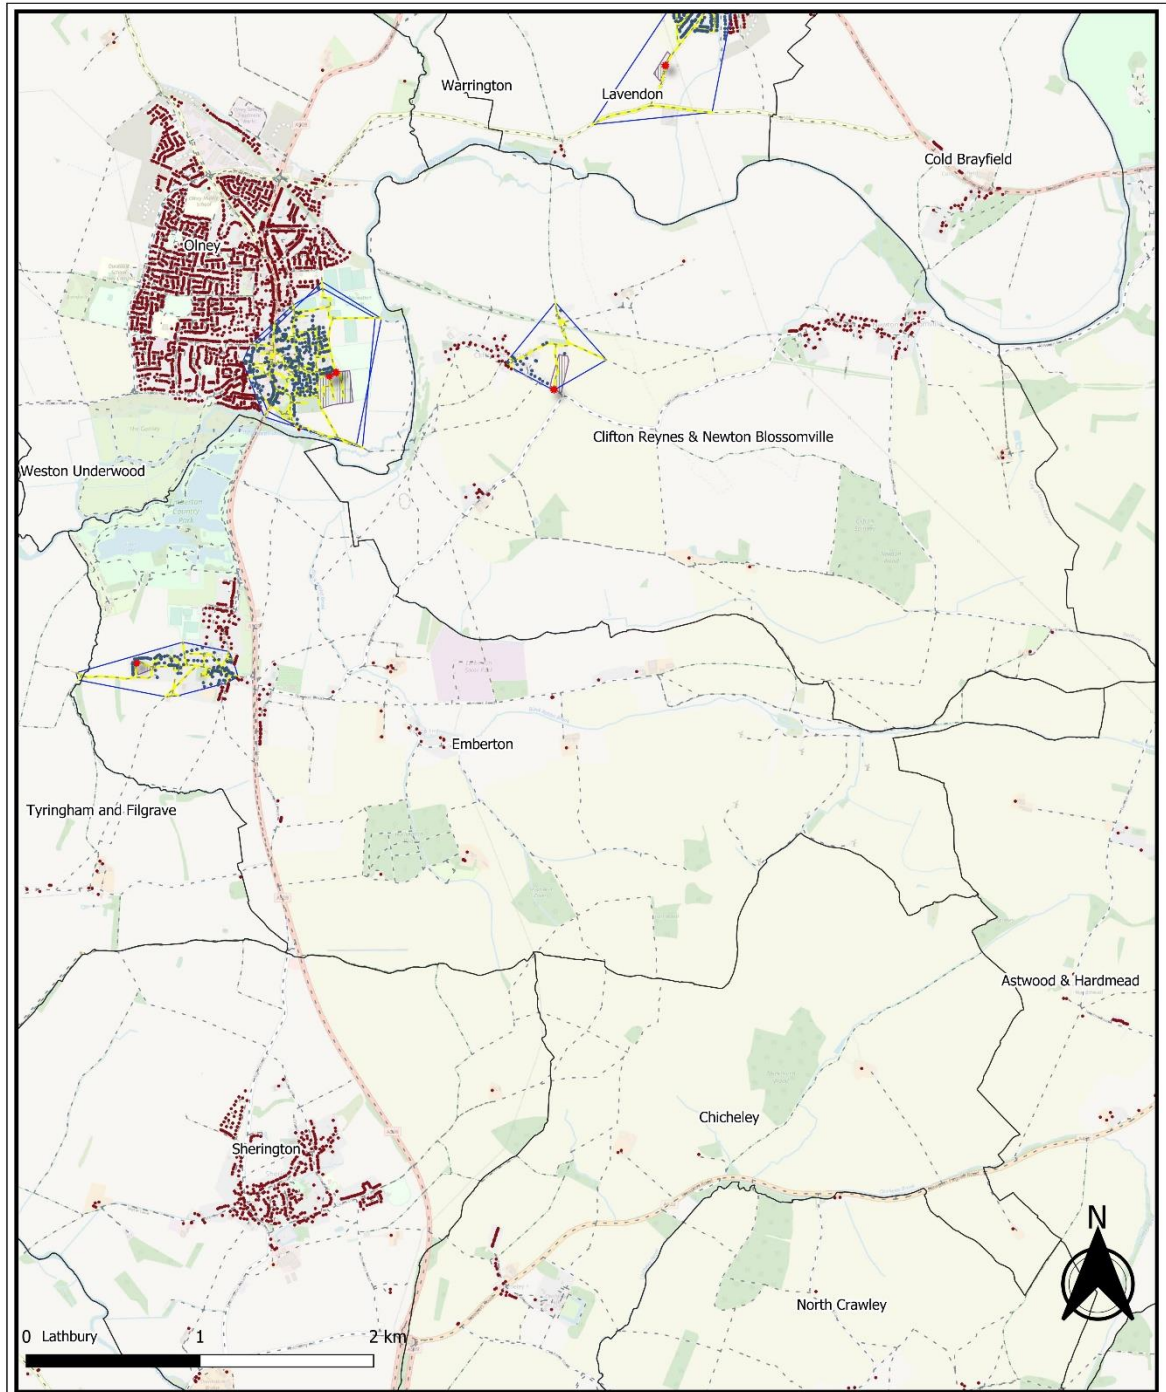 Warrington
Lavendon
Cold Brayfield
Olney
Clifton Reynes & Newton Blossomville
Weston Underwood
Emberton
Tyringham and Filgrave
Astwood & Hardmead
Chicheley
Sherington
N
North Crawley
0 Lathbury 1 2 km